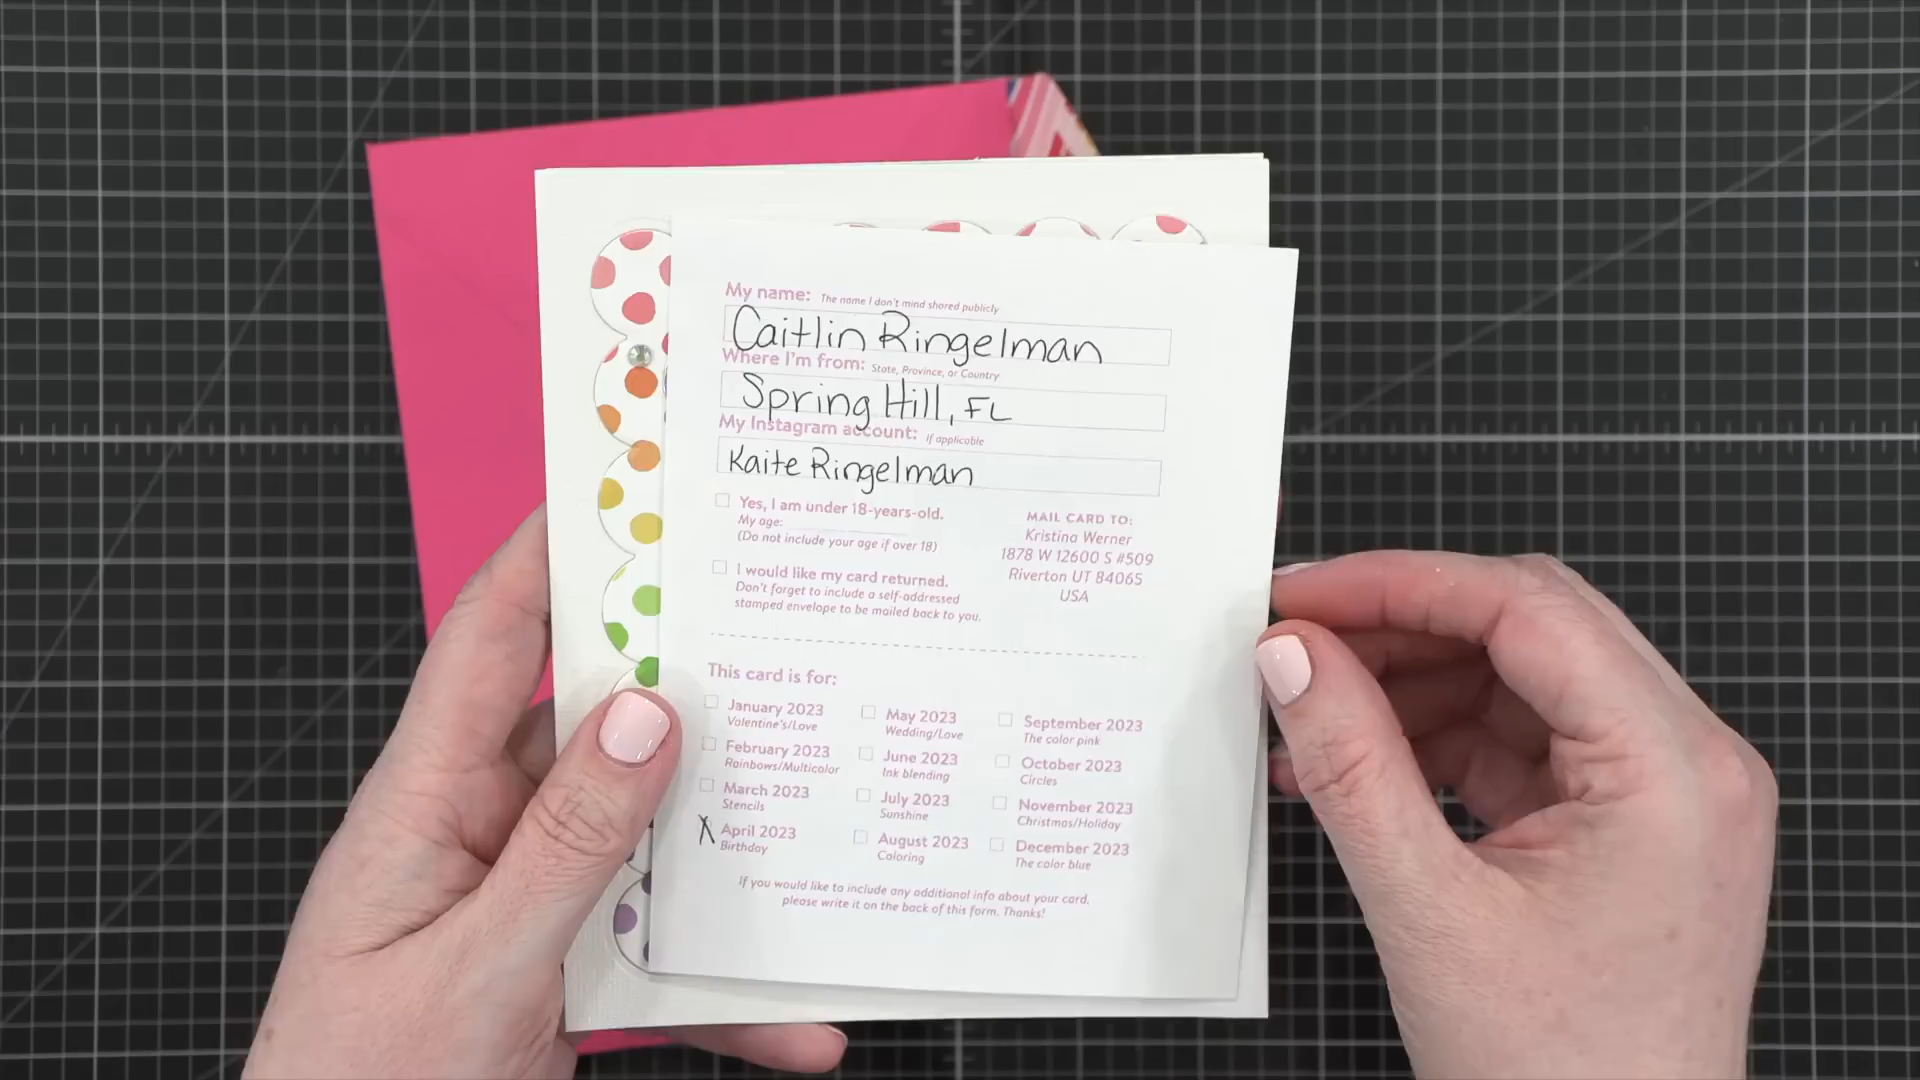 My name: The name I don't mind shared publicly
Caitlin Ringelman
Where I'm from: State, Province, or Country
Spring Hill, FL
My Instagram account: If applicable
Kaite Ringelman
Yes, I am under 18-years-old.
My age:
(Do not include your age if over 18)
I would like my card returned.
Don't forget to include a self-addressed
stamped envelope to be mailed back to you.
MAIL CARD TO:
Kristina Werner
1878 W 12600 S #509
Riverton UT 84065
USA
This card is for:
January 2023
Valentine's/Love
February 2023
Rainbows/Multicolor
March 2023
Stencils
X April 2023
Birthday
May 2023
Wedding/Love
June 2023
Ink blending
July 2023
Sunshine
August 2023
Coloring
September 2023
The color pink
October 2023
Circles
November 2023
Christmas/Holiday
December 2023
The color blue
If you would like to include any additional info about your card,
please write it on the back of this form. Thanks!